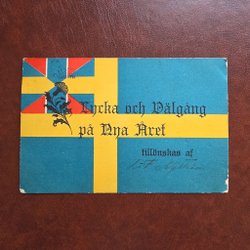 Lycka och Välgång
på Nya Året
tillönskas af